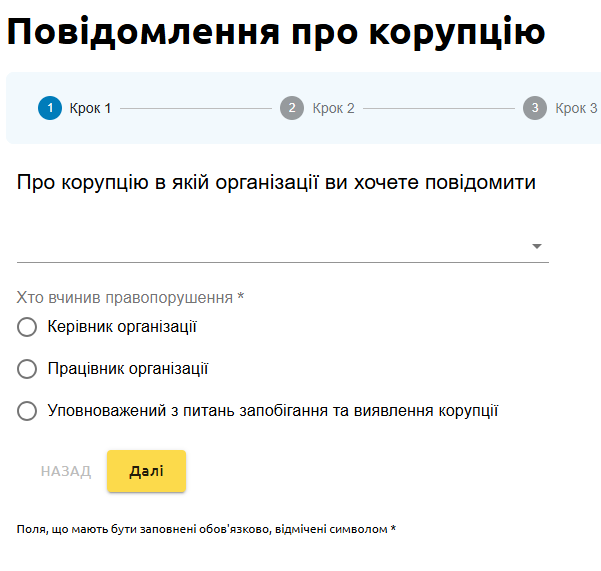 Повідомлення про корупцію
1 Крок 1 2 Крок 2 3 Крок 3
Про корупцію в якій організації ви хочете повідомити
Хто вчинив правопорушення *
Керівник організації
Працівник організації
Уповноважений з питань запобігання та виявлення корупції
НАЗАД Далі
Поля, що мають бути заповнені обов'язково, відмічені символом *